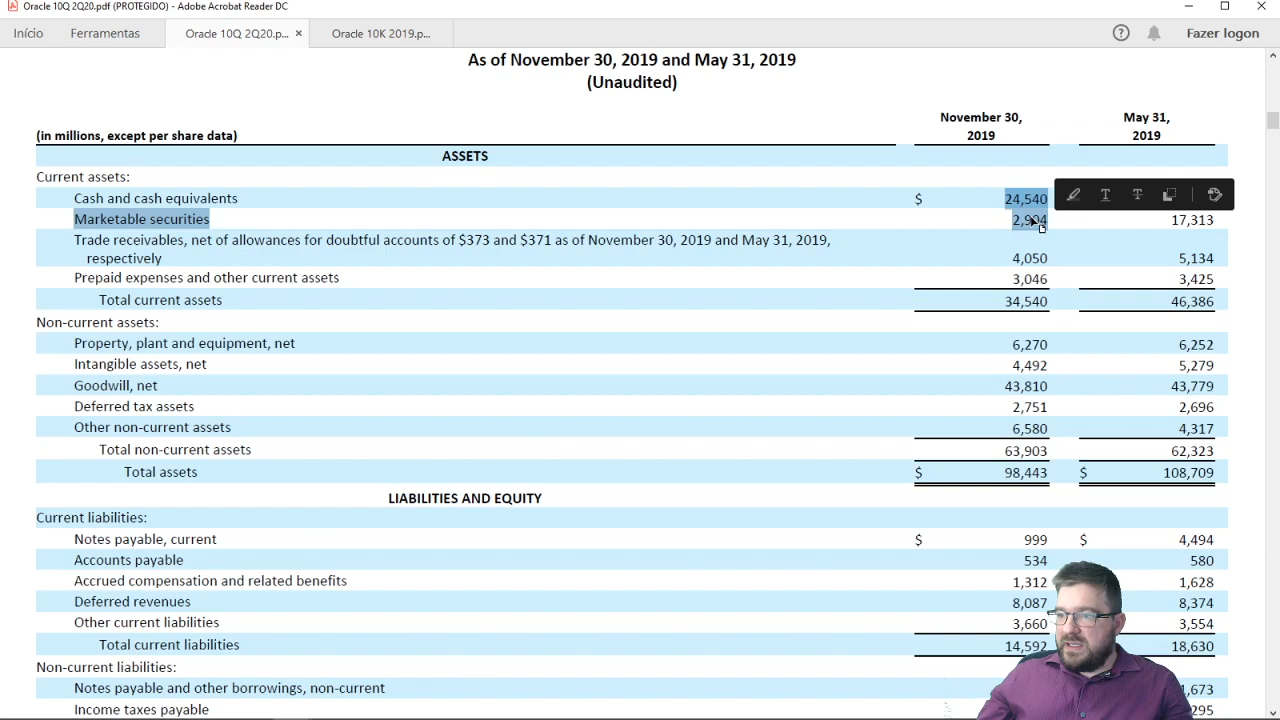 Oracle 10Q 2Q20.pdf (PROTEGIDO) - Adobe Acrobat Reader DC
Início Ferramentas Oracle 10Q 2Q20.p... × Oracle 10K 2019.p... Fazer logon
As of November 30, 2019 and May 31, 2019
(Unaudited)
November 30, May 31,
(in millions, except per share data) 2019 2019
ASSETS
Current assets:
Cash and cash equivalents $ 24,540
Marketable securities 2,904 17,313
Trade receivables, net of allowances for doubtful accounts of $373 and $371 as of November 30, 2019 and May 31, 2019,
respectively 4,050 5,134
Prepaid expenses and other current assets 3,046 3,425
Total current assets 34,540 46,386
Non-current assets:
Property, plant and equipment, net 6,270 6,252
Intangible assets, net 4,492 5,279
Goodwill, net 43,810 43,779
Deferred tax assets 2,751 2,696
Other non-current assets 6,580 4,317
Total non-current assets 63,903 62,323
Total assets $ 98,443 $ 108,709
LIABILITIES AND EQUITY
Current liabilities:
Notes payable, current $ 999 $ 4,494
Accounts payable 534 580
Accrued compensation and related benefits 1,312 1,628
Deferred revenues 8,087 8,374
Other current liabilities 3,660 3,554
Total current liabilities 14,592 18,630
Non-current liabilities:
Notes payable and other borrowings, non-current
Income taxes payable